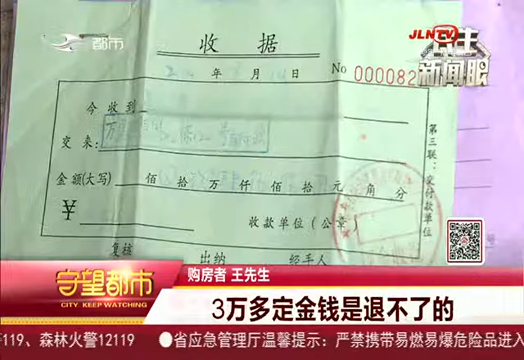 都市
JLNTV
民生
新闻眼
收据
年 月 日 No 000082
今收到
交来：
金额(大写) 佰 拾 万 仟 佰 拾 元 角 分
¥
收款单位（公章）
第三联：交付款单位
复核 出纳 经手人
守望都市
CITY KEEP WATCHING
购房者 王先生
3万多定金钱是退不了的
119、森林火警12119 ●省应急管理厅温馨提示：严禁携带易燃易爆危险品进入